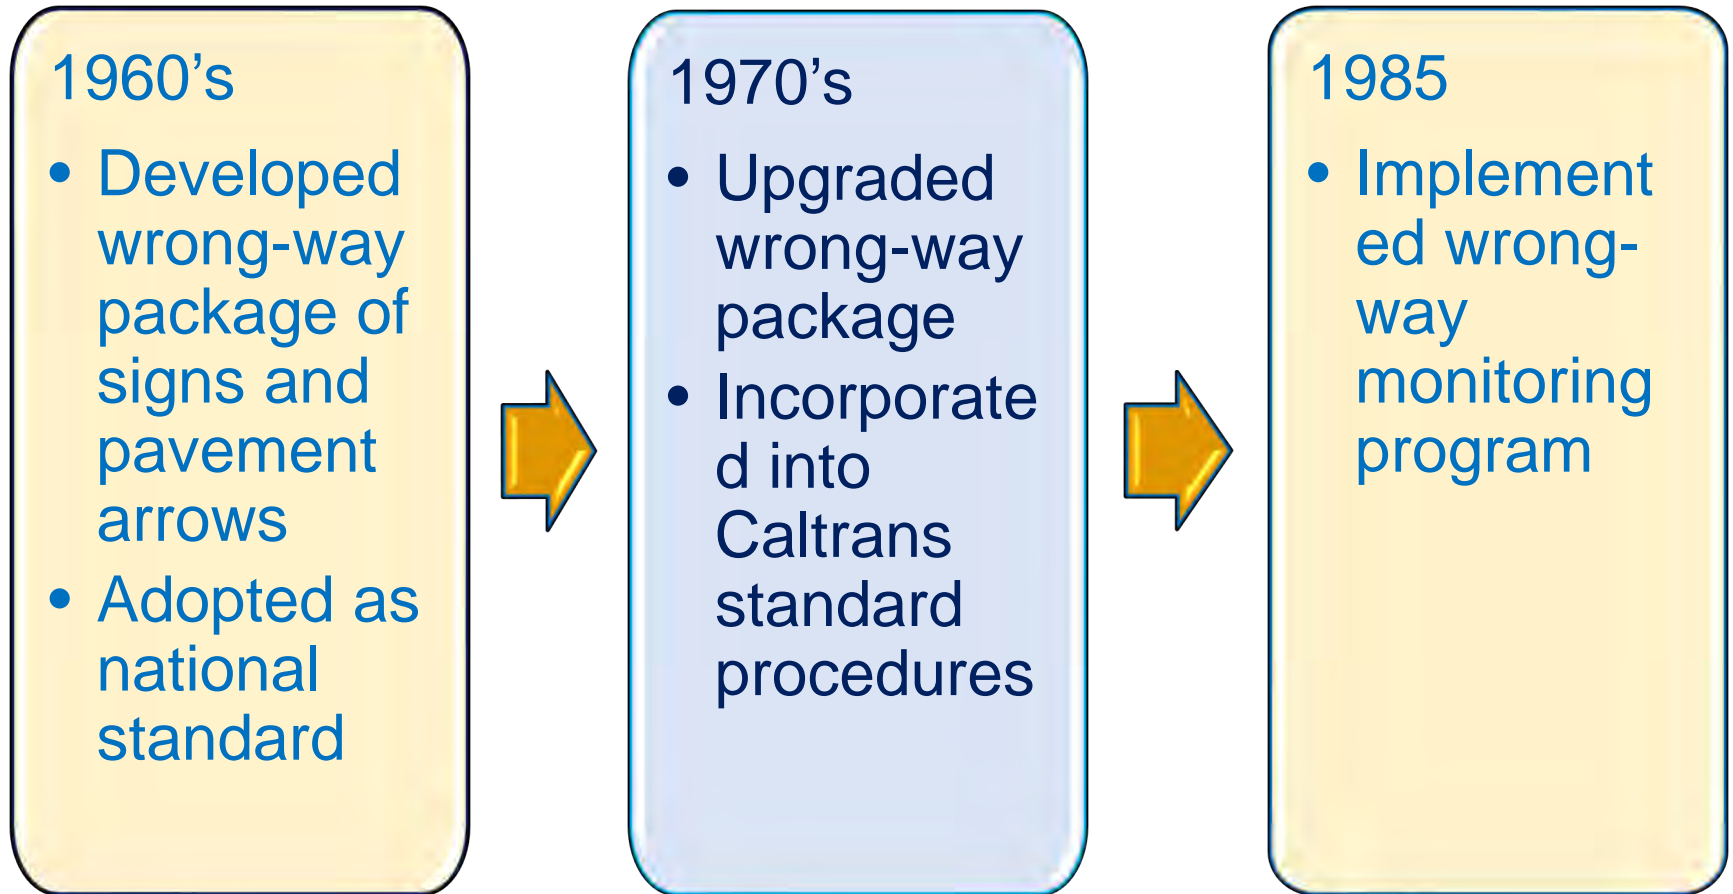 1960’s
• Developed
wrong-way
package of
signs and
pavement
arrows
• Adopted as
national
standard
1970’s
• Upgraded
wrong-way
package
• Incorporate
d into
Caltrans
standard
procedures
1985
• Implement
ed wrong-
way
monitoring
program